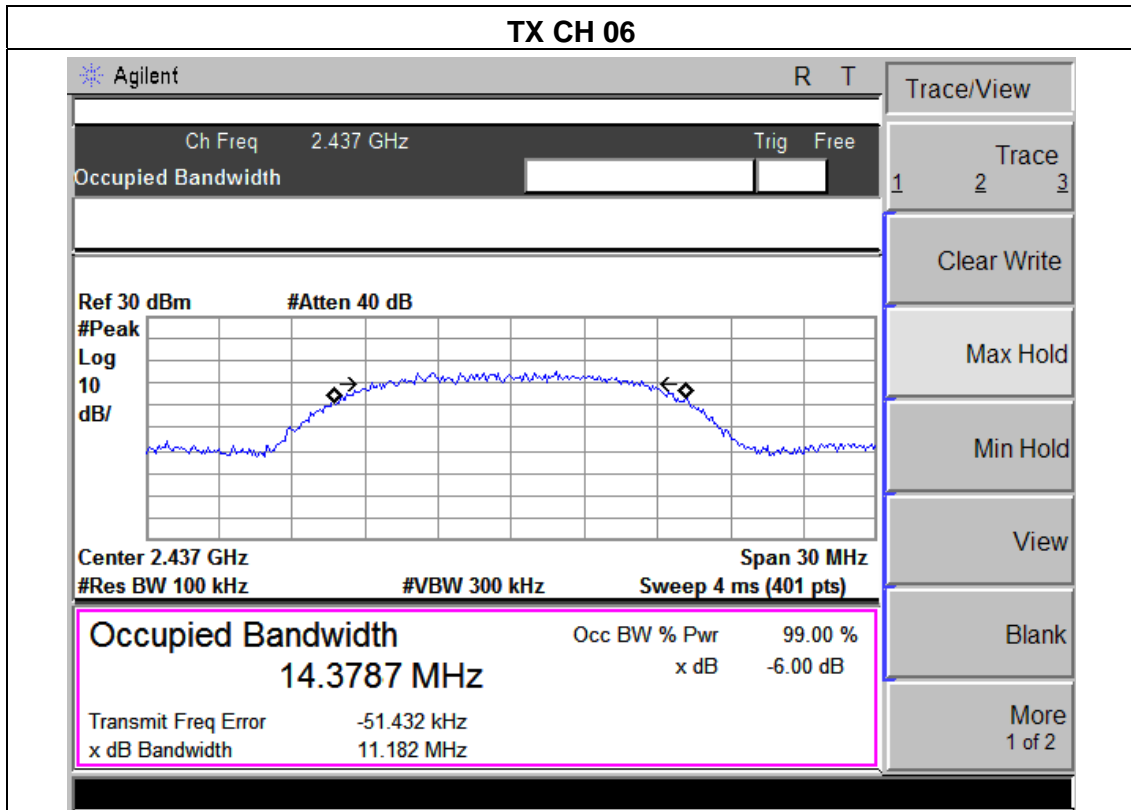 TX CH 06
Agilent R T
Ch Freq 2.437 GHz Trig Free
Occupied Bandwidth
Ref 30 dBm #Atten 40 dB
#Peak
Log
10
dB/
Center 2.437 GHz Span 30 MHz
#Res BW 100 kHz #VBW 300 kHz Sweep 4 ms (401 pts)
Occupied Bandwidth Occ BW % Pwr 99.00 %
14.3787 MHz x dB -6.00 dB
Transmit Freq Error -51.432 kHz
x dB Bandwidth 11.182 MHz
Trace/View
Trace
1 2 3
Clear Write
Max Hold
Min Hold
View
Blank
More
1 of 2